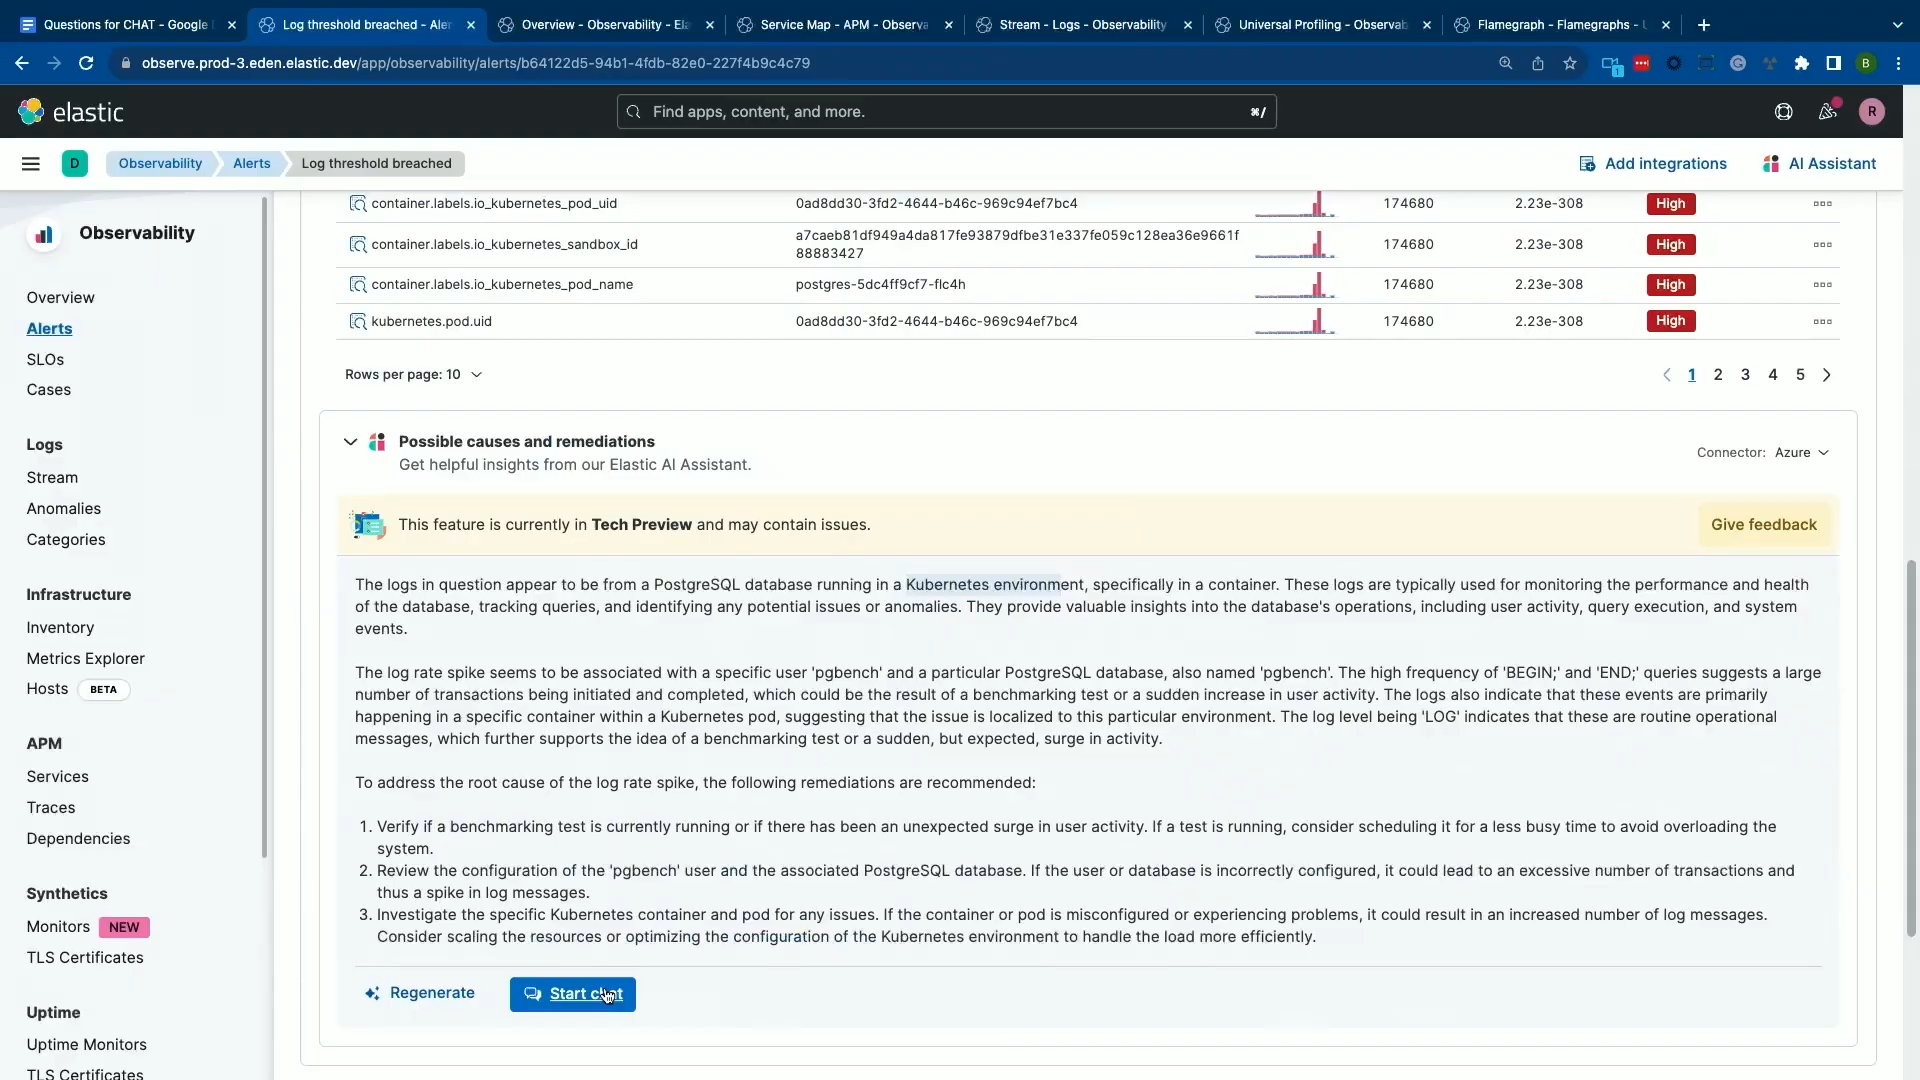 Questions for CHAT - Google
Log threshold breached - Aler
Overview - Observability - Ela
Service Map - APM - Observa
Stream - Logs - Observability
Universal Profiling - Observab
Flamegraph - Flamegraphs - U
observe.prod-3.eden.elastic.dev/app/observability/alerts/b64122d5-94b1-4fdb-82e0-227f4b9c4c79
1
B
elastic
Find apps, content, and more.
⌘/
R
D
Observability
Alerts
Log threshold breached
Add integrations
AI Assistant
Observability
Overview
Alerts
SLOs
Cases
Logs
Stream
Anomalies
Categories
Infrastructure
Inventory
Metrics Explorer
Hosts BETA
APM
Services
Traces
Dependencies
Synthetics
Monitors NEW
TLS Certificates
Uptime
Uptime Monitors
TLS Certificates
container.labels.io_kubernetes_pod_uid 0ad8dd30-3fd2-4644-b46c-969c94ef7bc4 174680 2.23e-308 High
container.labels.io_kubernetes_sandbox_id a7caeb81df949a4da817fe93879dfbe31e337fe059c128ea36e9661f
88883427 174680 2.23e-308 High
container.labels.io_kubernetes_pod_name postgres-5dc4ff9cf7-flc4h 174680 2.23e-308 High
kubernetes.pod.uid 0ad8dd30-3fd2-4644-b46c-969c94ef7bc4 174680 2.23e-308 High
Rows per page: 10
1 2 3 4 5
Possible causes and remediations
Get helpful insights from our Elastic AI Assistant.
Connector: Azure
This feature is currently in Tech Preview and may contain issues.
Give feedback
The logs in question appear to be from a PostgreSQL database running in a Kubernetes environment, specifically in a container. These logs are typically used for monitoring the performance and health
of the database, tracking queries, and identifying any potential issues or anomalies. They provide valuable insights into the database's operations, including user activity, query execution, and system
events.
The log rate spike seems to be associated with a specific user 'pgbench' and a particular PostgreSQL database, also named 'pgbench'. The high frequency of 'BEGIN;' and 'END;' queries suggests a large
number of transactions being initiated and completed, which could be the result of a benchmarking test or a sudden increase in user activity. The logs also indicate that these events are primarily
happening in a specific container within a Kubernetes pod, suggesting that the issue is localized to this particular environment. The log level being 'LOG' indicates that these are routine operational
messages, which further supports the idea of a benchmarking test or a sudden, but expected, surge in activity.
To address the root cause of the log rate spike, the following remediations are recommended:
1. Verify if a benchmarking test is currently running or if there has been an unexpected surge in user activity. If a test is running, consider scheduling it for a less busy time to avoid overloading the
system.
2. Review the configuration of the 'pgbench' user and the associated PostgreSQL database. If the user or database is incorrectly configured, it could lead to an excessive number of transactions and
thus a spike in log messages.
3. Investigate the specific Kubernetes container and pod for any issues. If the container or pod is misconfigured or experiencing problems, it could result in an increased number of log messages.
Consider scaling the resources or optimizing the configuration of the Kubernetes environment to handle the load more efficiently.
Regenerate
Start chat